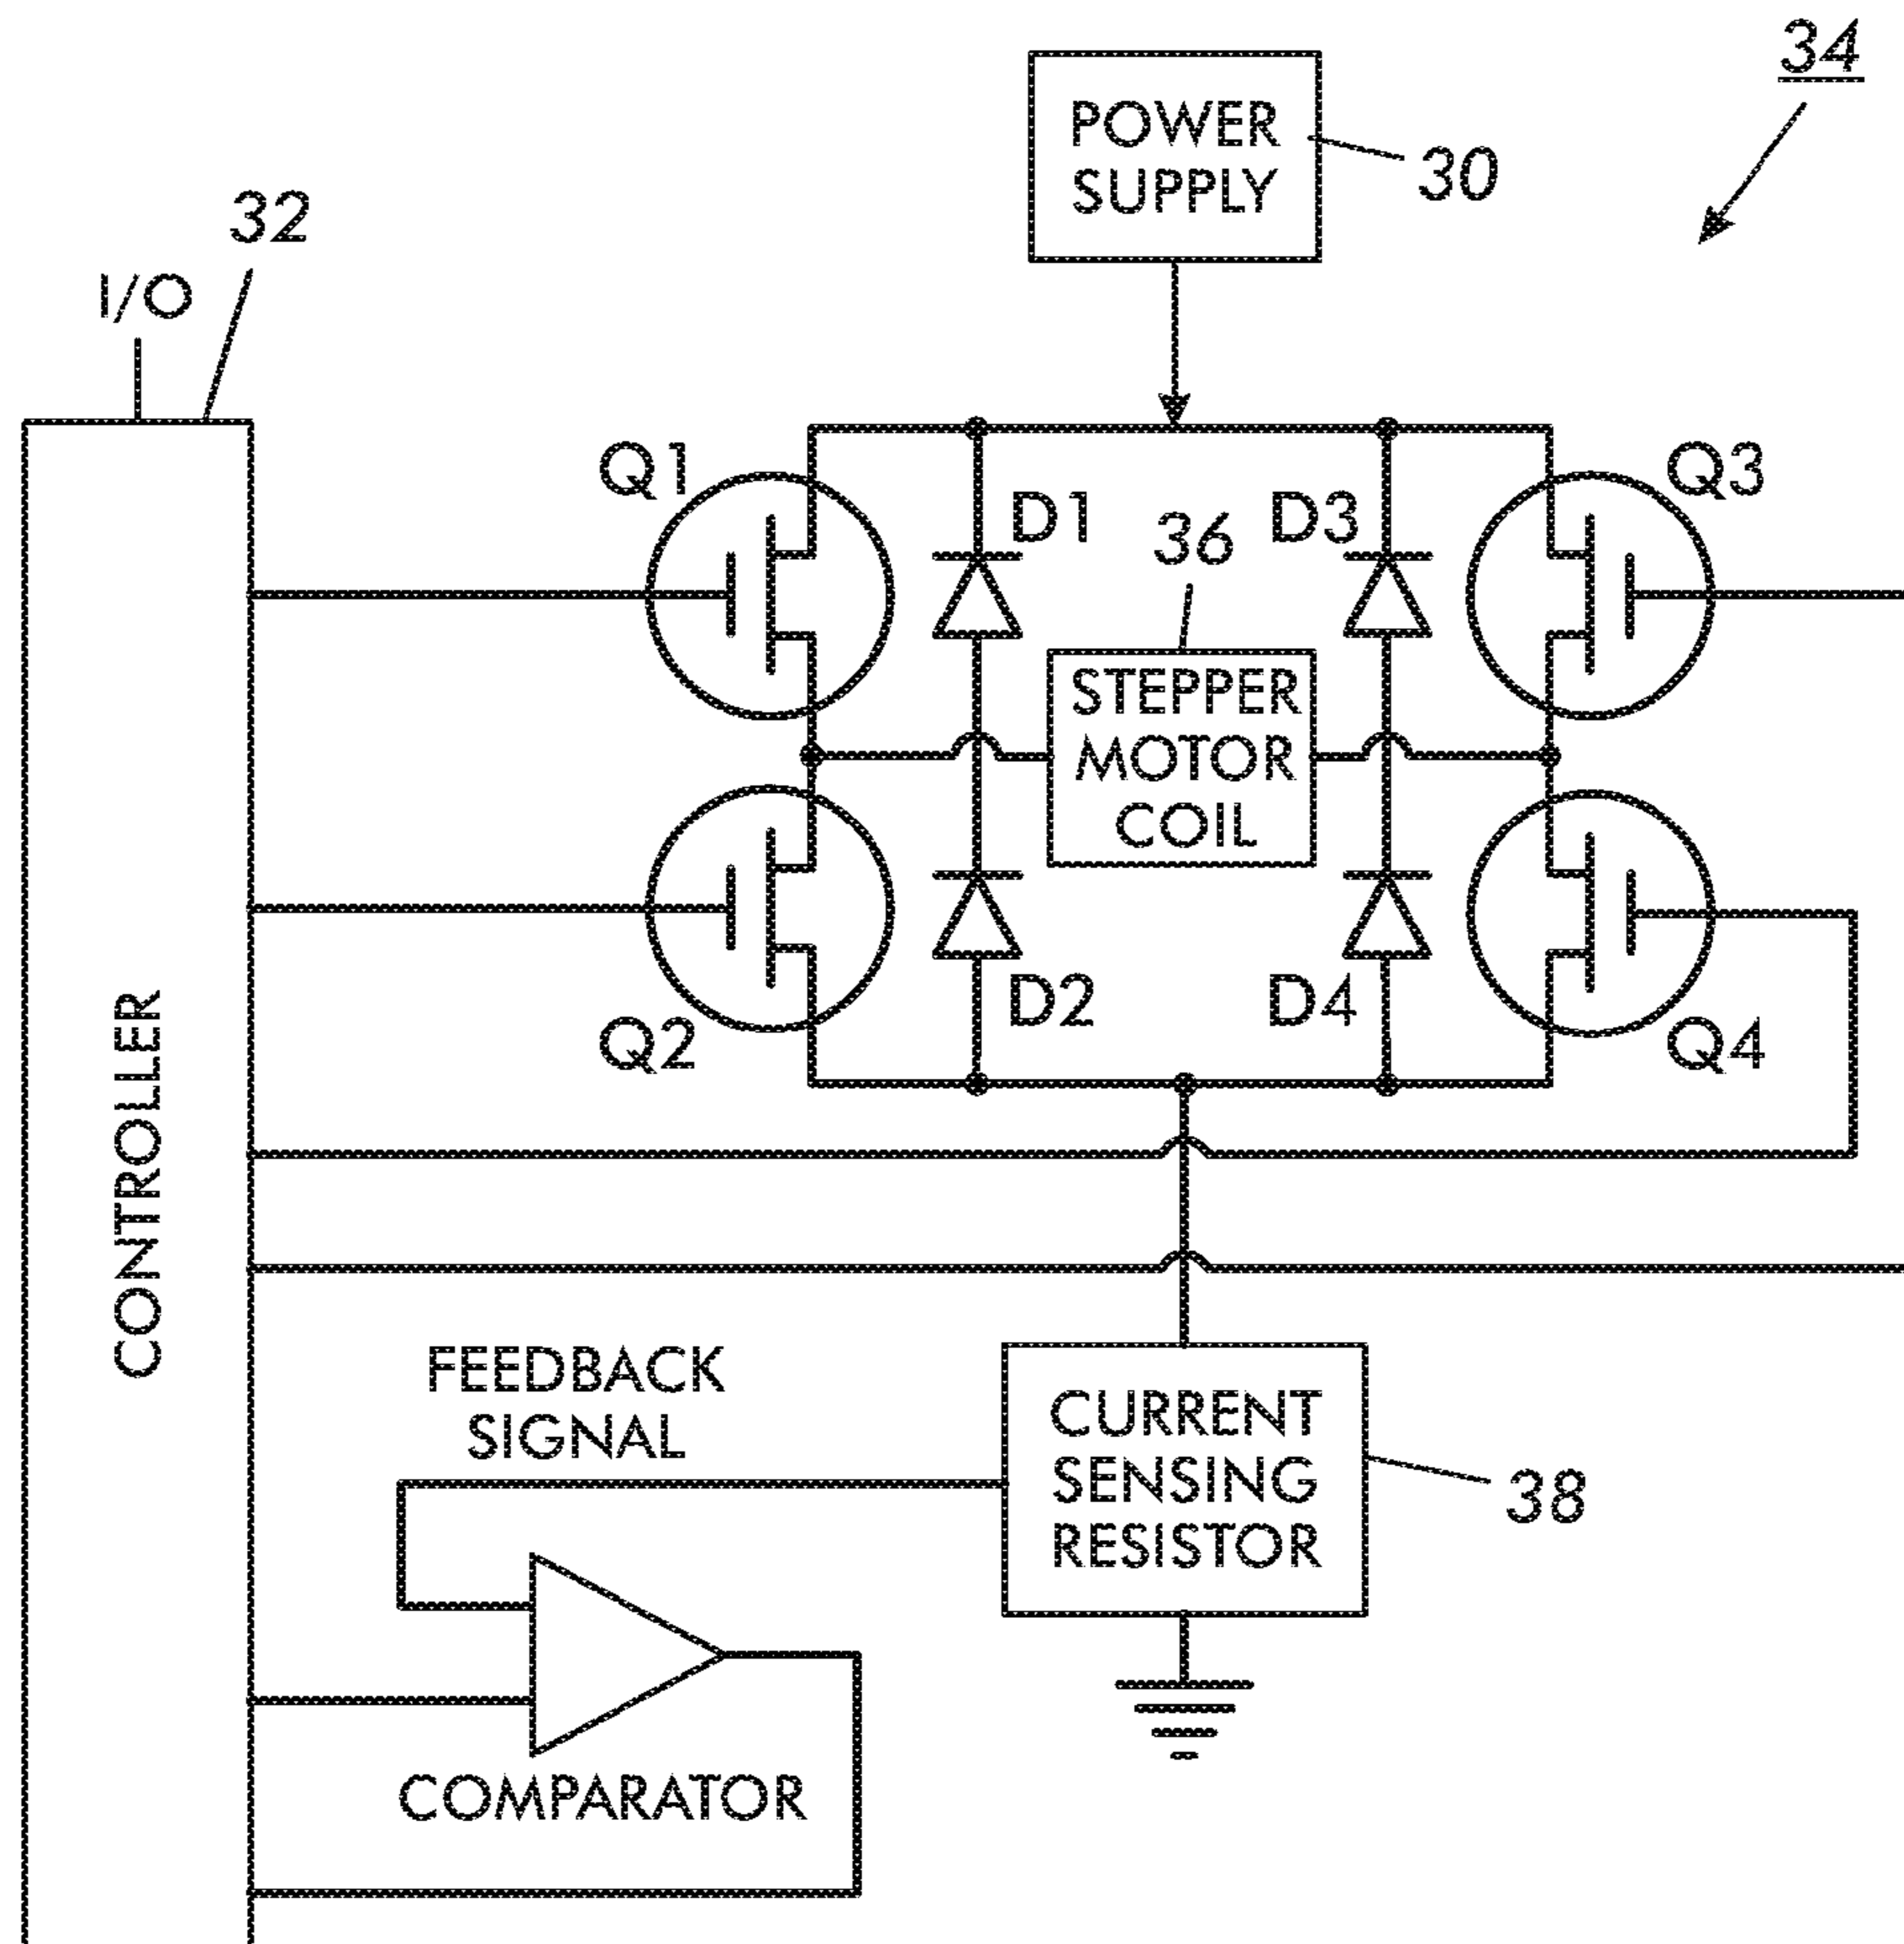 34
POWER
SUPPLY
30
32
I/O
Q1
Q3
D1
D3
36
STEPPER
MOTOR
COIL
D2
D4
Q2
Q4
CONTROLLER
FEEDBACK
SIGNAL
CURRENT
SENSING
RESISTOR
38
COMPARATOR